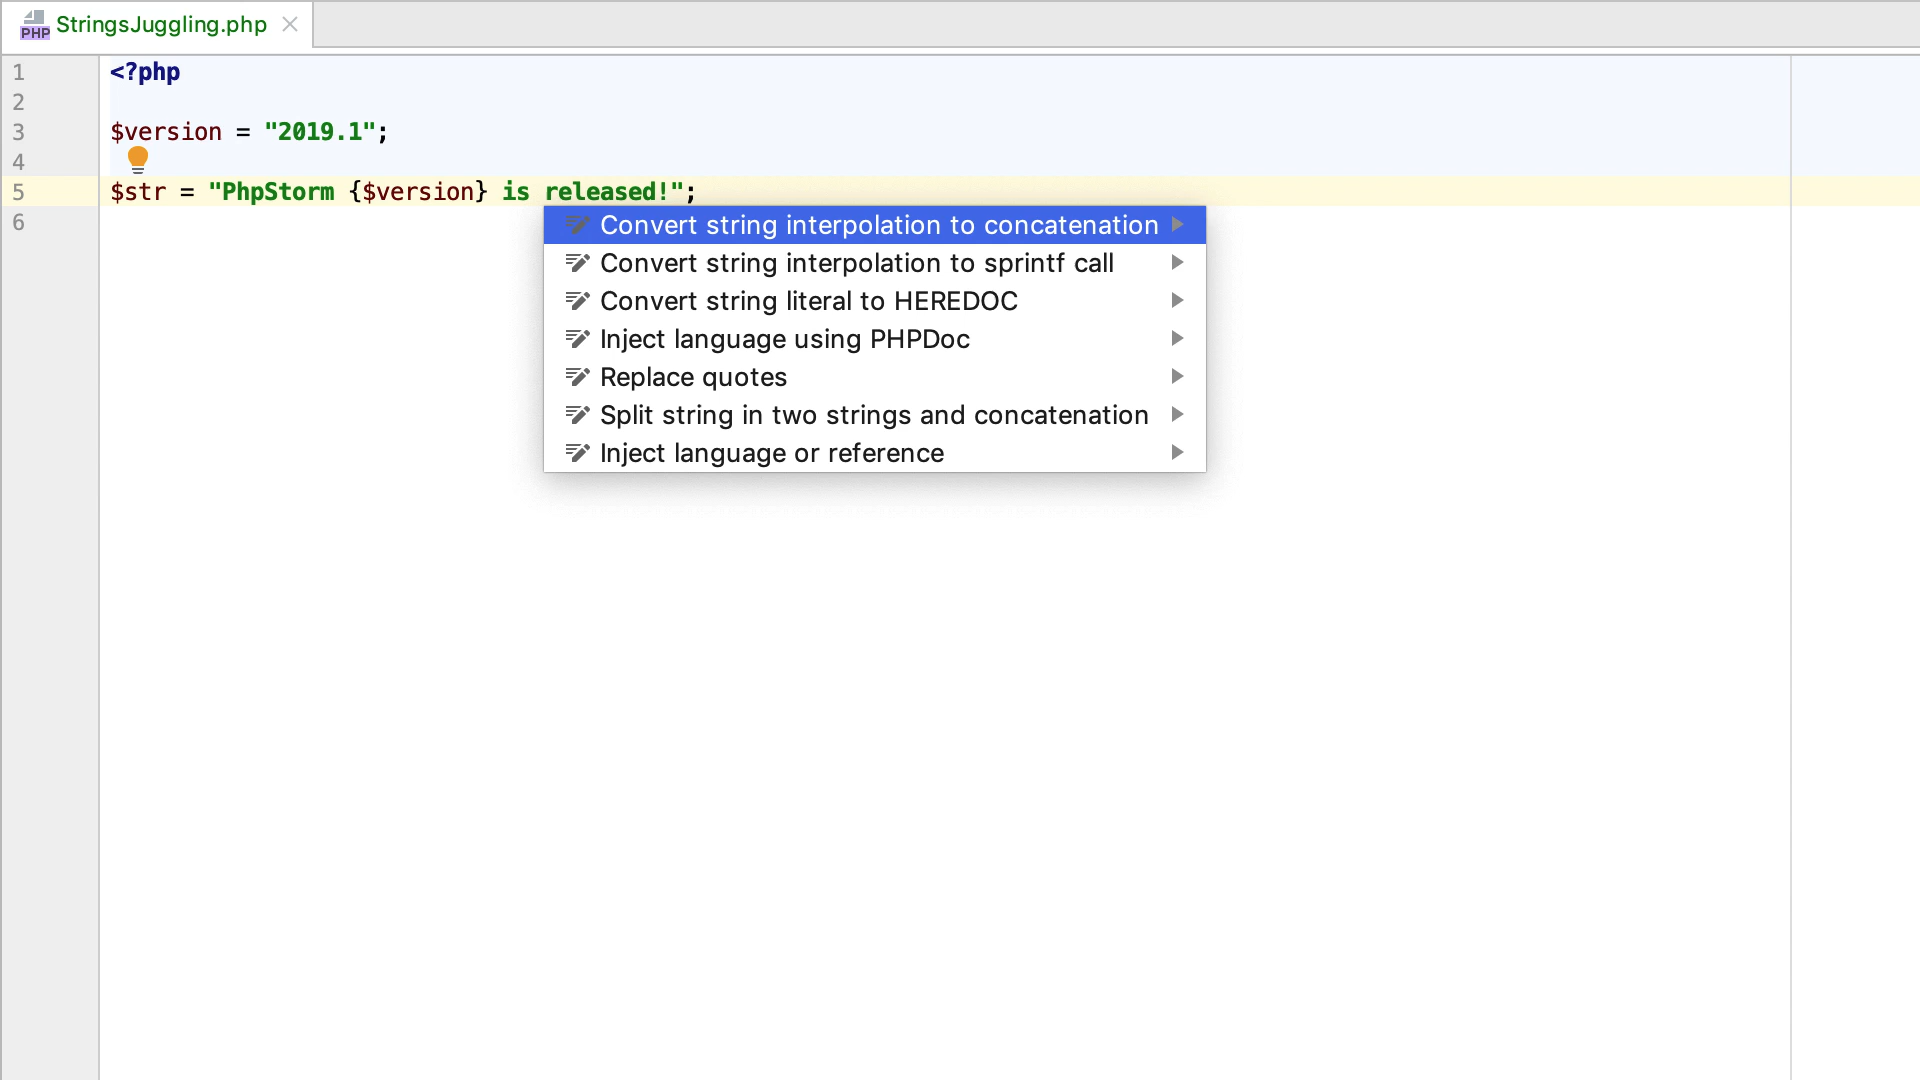 PHP StringsJuggling.php
1 <?php
2
3 $version = "2019.1";
4
5 $str = "PhpStorm {$version} is released!";
6
Convert string interpolation to concatenation
Convert string interpolation to sprintf call
Convert string literal to HEREDOC
Inject language using PHPDoc
Replace quotes
Split string in two strings and concatenation
Inject language or reference